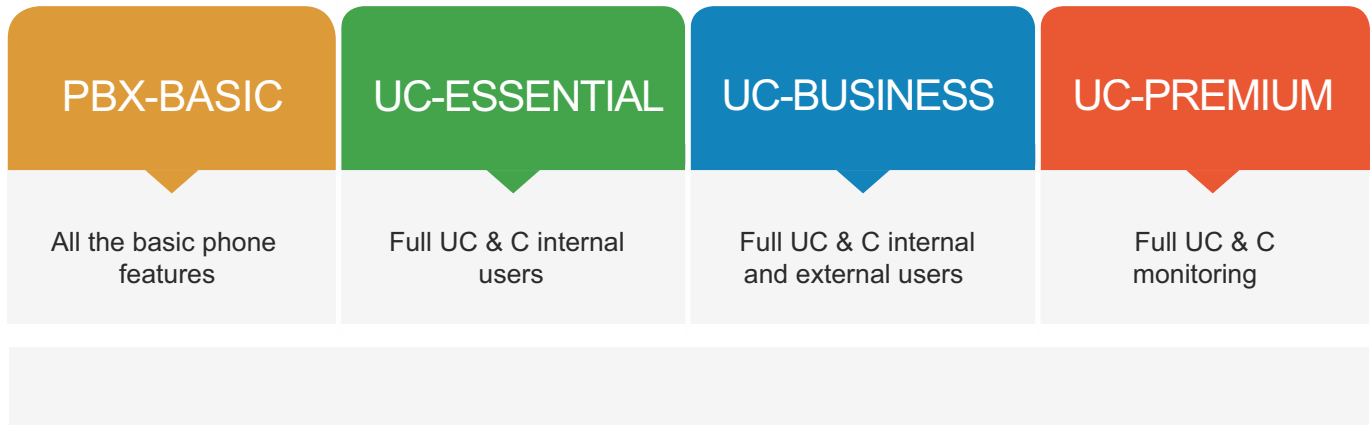 PBX-BASIC
All the basic phone
features
UC-ESSENTIAL
Full UC & C internal
users
UC-BUSINESS
Full UC & C internal
and external users
UC-PREMIUM
Full UC & C
monitoring